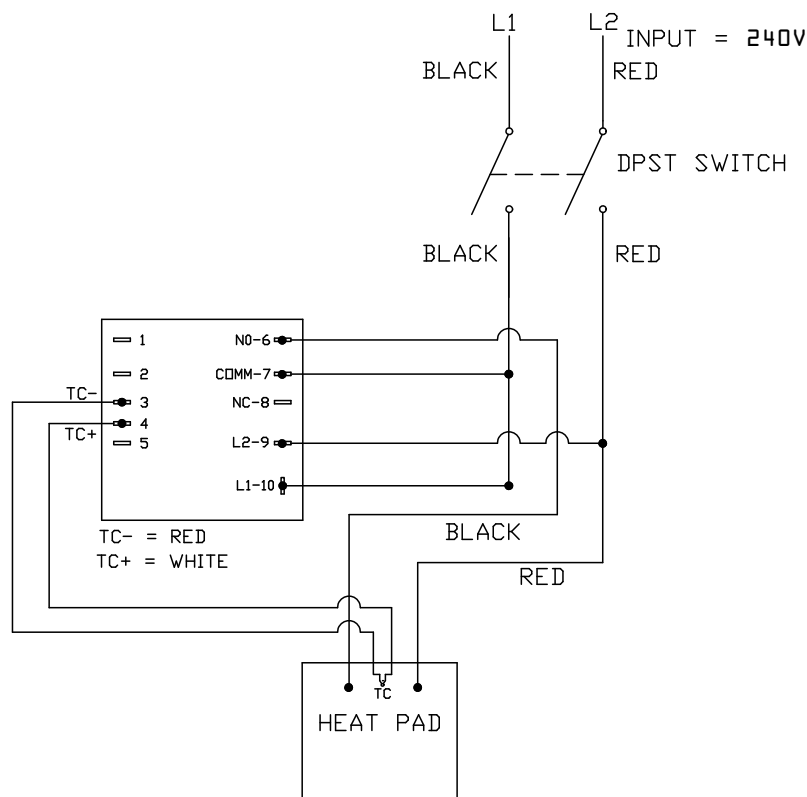 L1 L2 INPUT = 240V
BLACK RED
DPST SWITCH
BLACK RED
1 NO-6
2 COMM-7
TC- 3 NC-8
TC+ 4
5 L2-9
L1-10
TC- = RED
TC+ = WHITE
BLACK
RED
TC
HEAT PAD